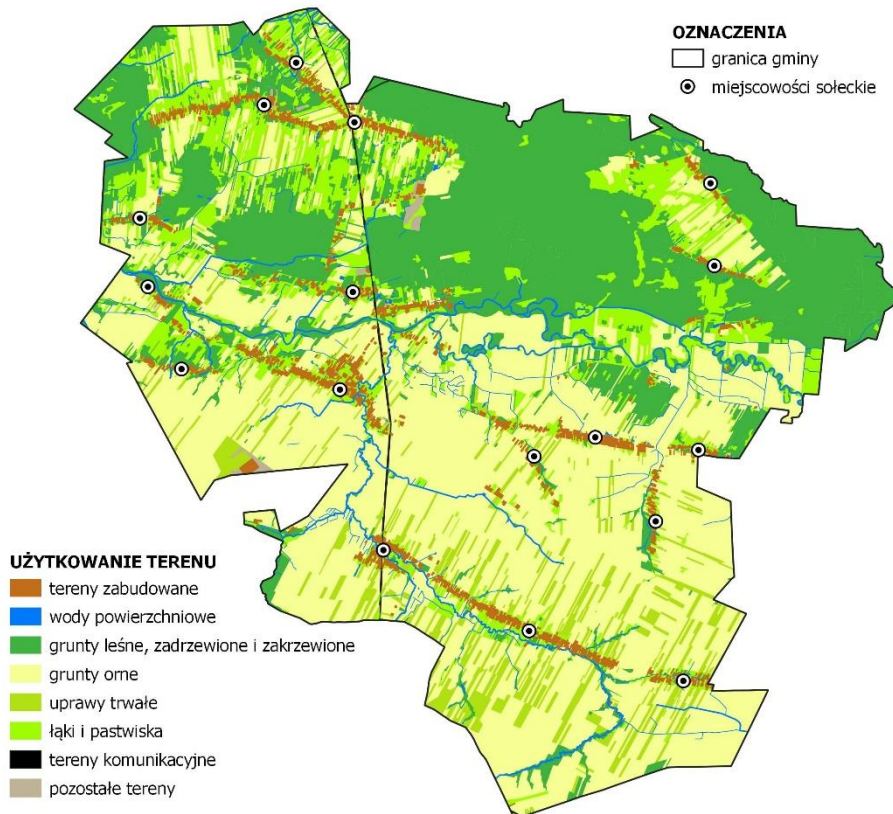 OZNACZENIA
granica gminy
miejscowości sołeckie
UŻYTKOWANIE TERENU
tereny zabudowane
wody powierzchniowe
grunty leśne, zadrzewione i zakrzewione
grunty orne
uprawy trwałe
łąki i pastwiska
tereny komunikacyjne
pozostałe tereny